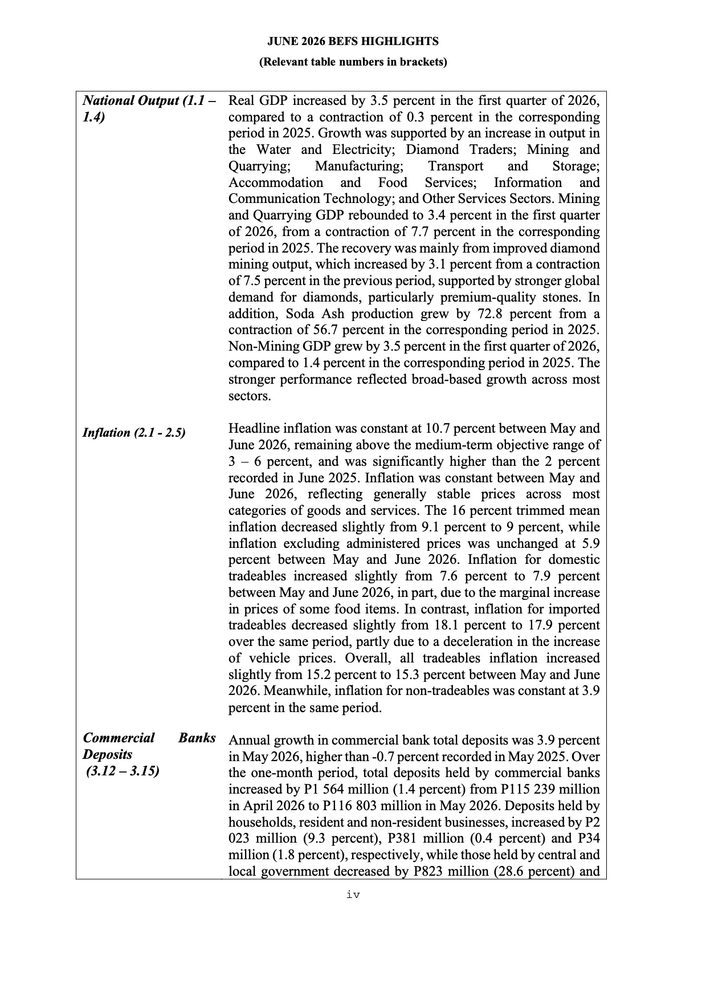 JUNE 2026 BEFS HIGHLIGHTS
(Relevant table numbers in brackets)
National Output (1.1 –
1.4)
Real GDP increased by 3.5 percent in the first quarter of 2026,
compared to a contraction of 0.3 percent in the corresponding
period in 2025. Growth was supported by an increase in output in
the Water and Electricity; Diamond Traders; Mining and
Quarrying; Manufacturing; Transport and Storage;
Accommodation and Food Services; Information and
Communication Technology; and Other Services Sectors. Mining
and Quarrying GDP rebounded to 3.4 percent in the first quarter
of 2026, from a contraction of 7.7 percent in the corresponding
period in 2025. The recovery was mainly from improved diamond
mining output, which increased by 3.1 percent from a contraction
of 7.5 percent in the previous period, supported by stronger global
demand for diamonds, particularly premium-quality stones. In
addition, Soda Ash production grew by 72.8 percent from a
contraction of 56.7 percent in the corresponding period in 2025.
Non-Mining GDP grew by 3.5 percent in the first quarter of 2026,
compared to 1.4 percent in the corresponding period in 2025. The
stronger performance reflected broad-based growth across most
sectors.
Inflation (2.1 - 2.5)
Headline inflation was constant at 10.7 percent between May and
June 2026, remaining above the medium-term objective range of
3 – 6 percent, and was significantly higher than the 2 percent
recorded in June 2025. Inflation was constant between May and
June 2026, reflecting generally stable prices across most
categories of goods and services. The 16 percent trimmed mean
inflation decreased slightly from 9.1 percent to 9 percent, while
inflation excluding administered prices was unchanged at 5.9
percent between May and June 2026. Inflation for domestic
tradeables increased slightly from 7.6 percent to 7.9 percent
between May and June 2026, in part, due to the marginal increase
in prices of some food items. In contrast, inflation for imported
tradeables decreased slightly from 18.1 percent to 17.9 percent
over the same period, partly due to a deceleration in the increase
of vehicle prices. Overall, all tradeables inflation increased
slightly from 15.2 percent to 15.3 percent between May and June
2026. Meanwhile, inflation for non-tradeables was constant at 3.9
percent in the same period.
Commercial Banks
Deposits
(3.12 – 3.15)
Annual growth in commercial bank total deposits was 3.9 percent
in May 2026, higher than -0.7 percent recorded in May 2025. Over
the one-month period, total deposits held by commercial banks
increased by P1 564 million (1.4 percent) from P115 239 million
in April 2026 to P116 803 million in May 2026. Deposits held by
households, resident and non-resident businesses, increased by P2
023 million (9.3 percent), P381 million (0.4 percent) and P34
million (1.8 percent), respectively, while those held by central and
local government decreased by P823 million (28.6 percent) and
iv